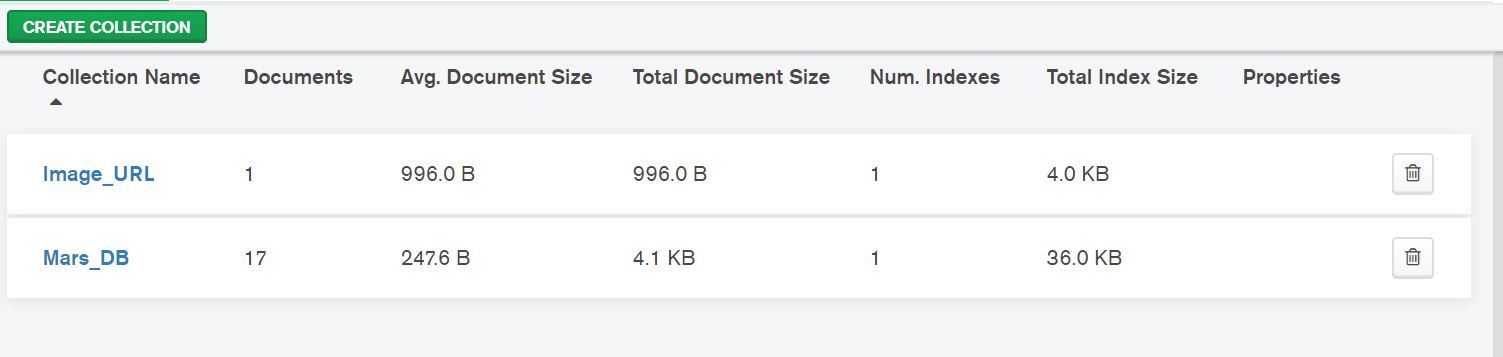 CREATE COLLECTION
Collection Name Documents Avg. Document Size Total Document Size Num. Indexes Total Index Size Properties
Image_URL 1 996.0 B 996.0 B 1 4.0 KB
Mars_DB 17 247.6 B 4.1 KB 1 36.0 KB